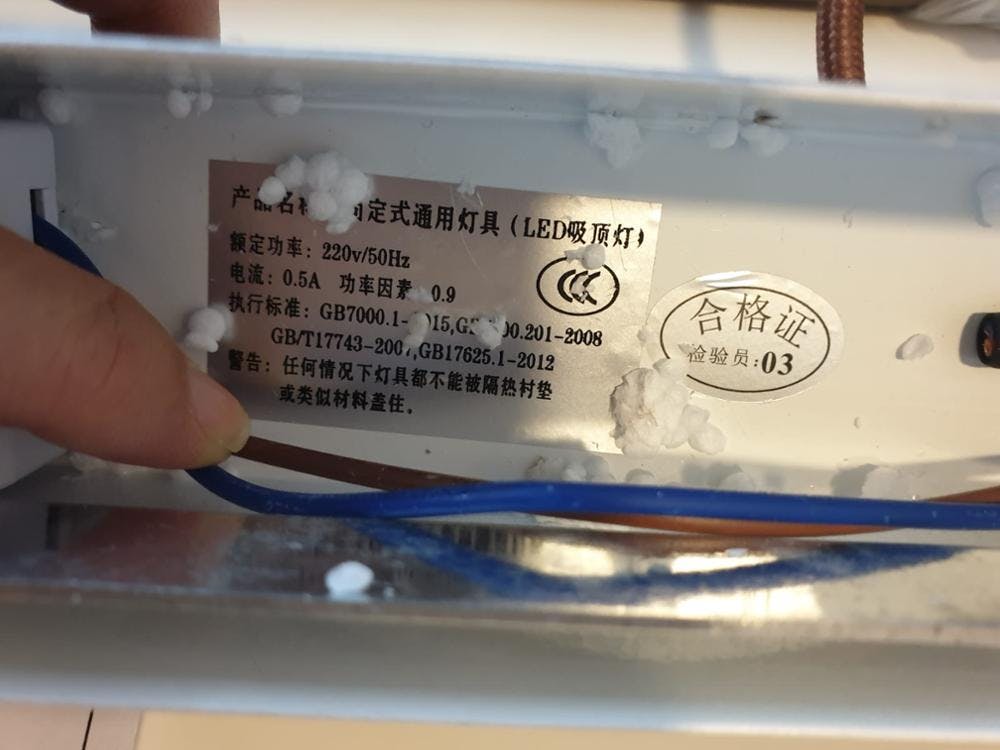 产品名 固定式通用灯具（LED吸顶灯）
额定功率：220v/50Hz
电流：0.5A 功率因素 0.9
执行标准：GB7000.1- 015,G 00.201-2008
GB/T17743-2007,GB17625.1-2012
警告：任何情况下灯具都不能被隔热衬垫
或类似材料盖住。
CCC
合格证
检验员:03